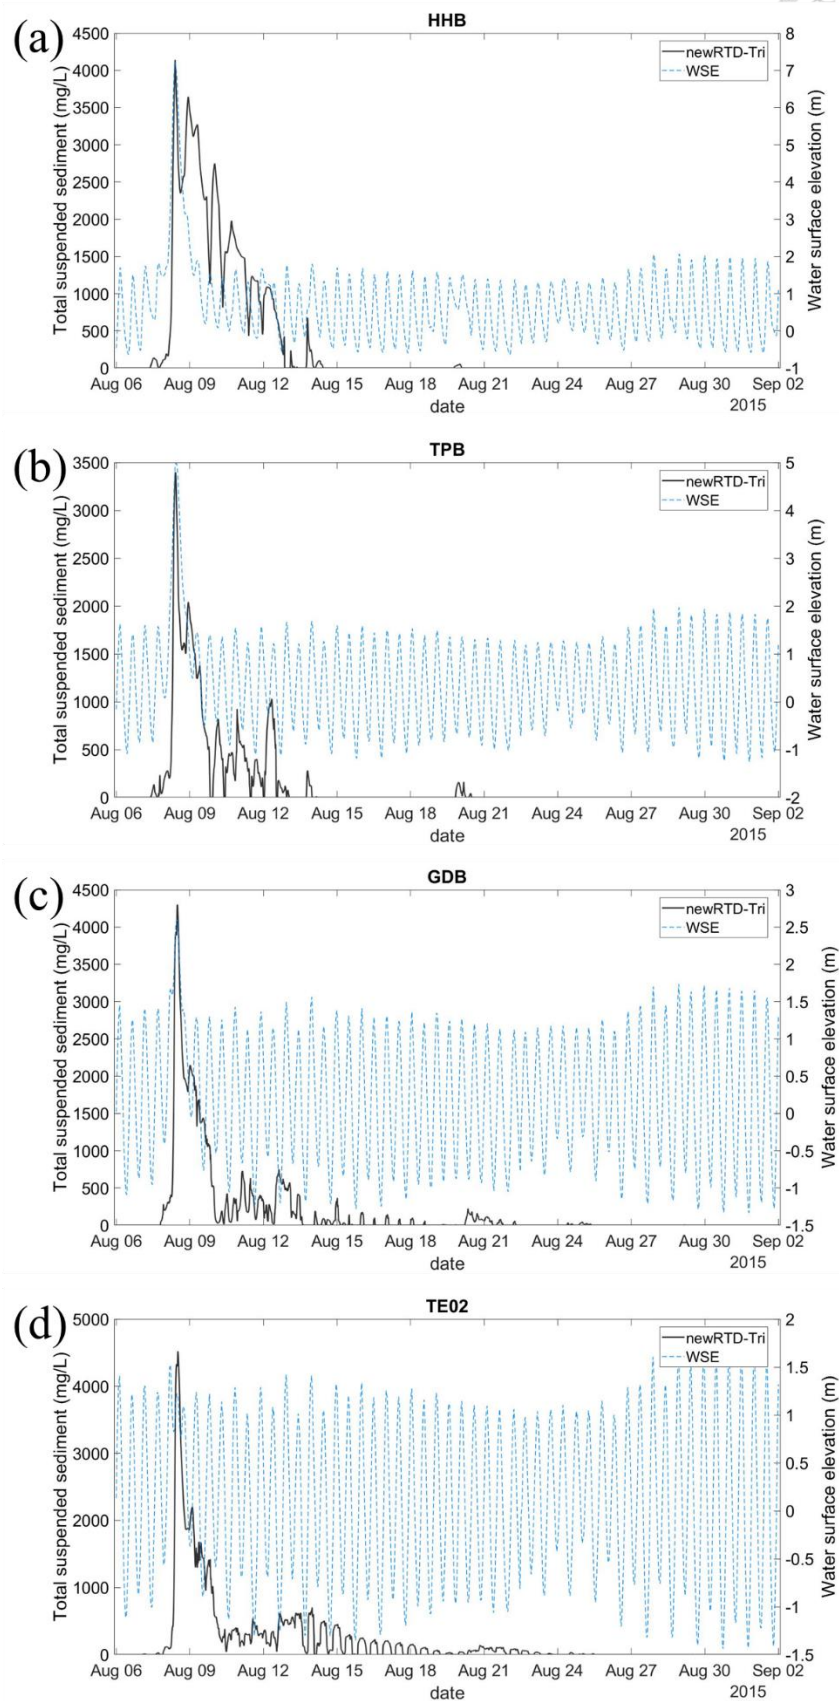 (a)
HHB
Total suspended sediment (mg/L)
4500
4000
3500
3000
2500
2000
1500
1000
500
0
newRTD-Tri
WSE
8
7
6
5
4
3
2
1
0
-1
Water surface elevation (m)
Aug 06 Aug 09 Aug 12 Aug 15 Aug 18 Aug 21 Aug 24 Aug 27 Aug 30 Sep 02
date
2015
(b)
TPB
Total suspended sediment (mg/L)
3500
3000
2500
2000
1500
1000
500
0
newRTD-Tri
WSE
5
4
3
2
1
0
-1
-2
Water surface elevation (m)
Aug 06 Aug 09 Aug 12 Aug 15 Aug 18 Aug 21 Aug 24 Aug 27 Aug 30 Sep 02
date
2015
(c)
GDB
Total suspended sediment (mg/L)
4500
4000
3500
3000
2500
2000
1500
1000
500
0
newRTD-Tri
WSE
3
2.5
2
1.5
1
0.5
0
-0.5
-1
-1.5
Water surface elevation (m)
Aug 06 Aug 09 Aug 12 Aug 15 Aug 18 Aug 21 Aug 24 Aug 27 Aug 30 Sep 02
date
2015
(d)
TE02
Total suspended sediment (mg/L)
5000
4000
3000
2000
1000
0
newRTD-Tri
WSE
2
1.5
1
0.5
0
-0.5
-1
-1.5
Water surface elevation (m)
Aug 06 Aug 09 Aug 12 Aug 15 Aug 18 Aug 21 Aug 24 Aug 27 Aug 30 Sep 02
date
2015